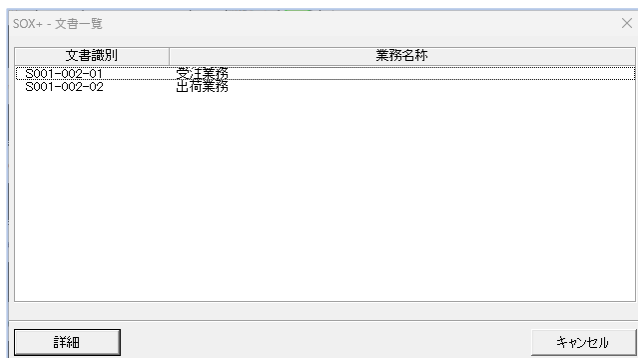 SOX+ - 文書一覧
文書識別 業務名称
S001-002-01 受注業務
S001-002-02 出荷業務
詳細 キャンセル